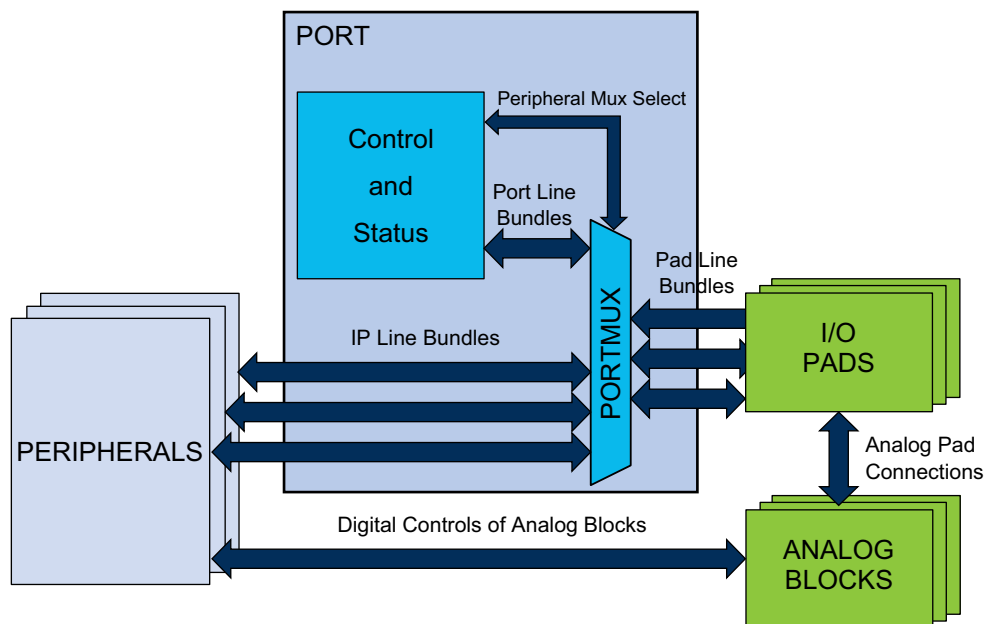 PORT
Peripheral Mux Select
Control
and
Status
Port Line
Bundles
PORTMUX
Pad Line
Bundles
I/O
PADS
IP Line Bundles
PERIPHERALS
Analog Pad
Connections
Digital Controls of Analog Blocks
ANALOG
BLOCKS